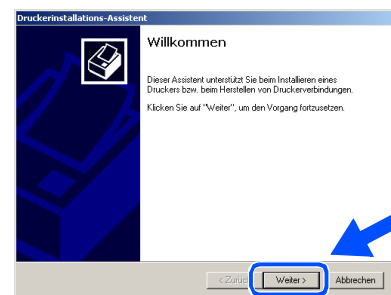 Druckerinstallations-Assistent
Willkommen
Dieser Assistent unterstützt Sie beim Installieren eines
Druckers bzw. beim Herstellen von Druckerverbindungen.
Klicken Sie auf "Weiter", um den Vorgang fortzusetzen.
< Zurück Weiter > Abbrechen